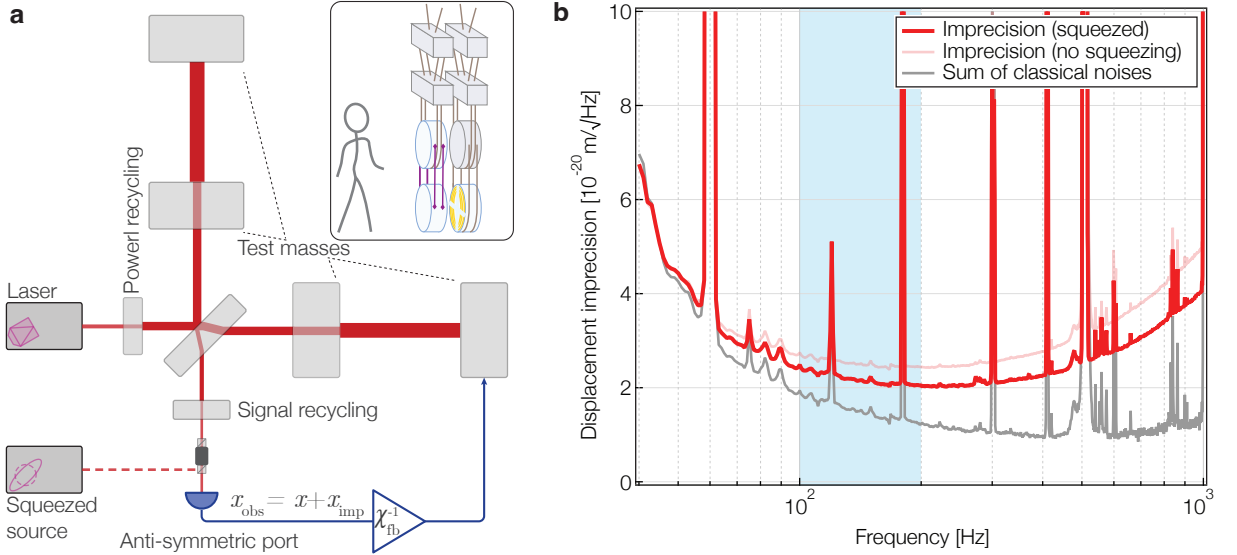 a
Powerl recycling
Test masses
Laser
Signal recycling
Squeezed
source
x_obs = x+x_imp
χ_fb^-1
Anti-symmetric port
b
Imprecision (squeezed)
Imprecision (no squeezing)
Sum of classical noises
Displacement imprecision [10^-20 m/√Hz]
10
8
6
4
2
0
10^2
10^3
Frequency [Hz]